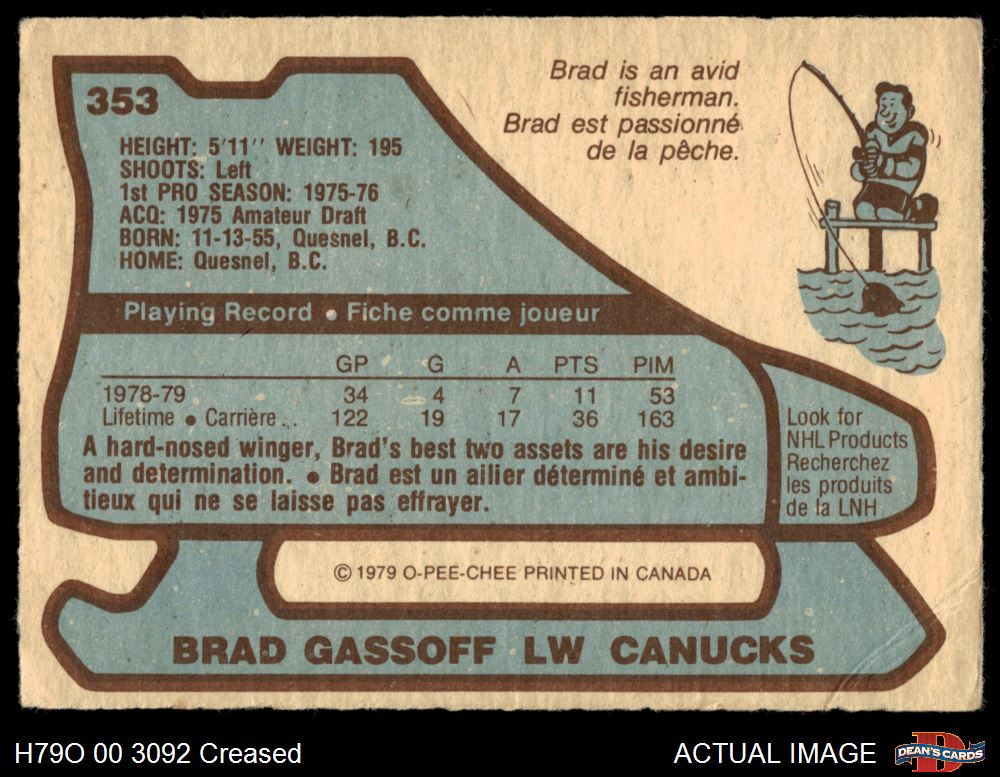 353
HEIGHT: 5'11'' WEIGHT: 195
SHOOTS: Left
1st PRO SEASON: 1975-76
ACQ: 1975 Amateur Draft
BORN: 11-13-55, Quesnel, B.C.
HOME: Quesnel, B.C.
Brad is an avid
fisherman.
Brad est passionné
de la pêche.
Playing Record • Fiche comme joueur
GP G A PTS PIM
1978-79 34 4 7 11 53
Lifetime • Carrière.. 122 19 17 36 163
A hard-nosed winger, Brad's best two assets are his desire
and determination. • Brad est un ailier déterminé et ambi-
tieux qui ne se laisse pas effrayer.
Look for
NHL Products
Recherchez
les produits
de la LNH
© 1979 O-PEE-CHEE PRINTED IN CANADA
BRAD GASSOFF LW CANUCKS
H79O 00 3092 Creased
ACTUAL IMAGE
D
DEAN'S CARDS